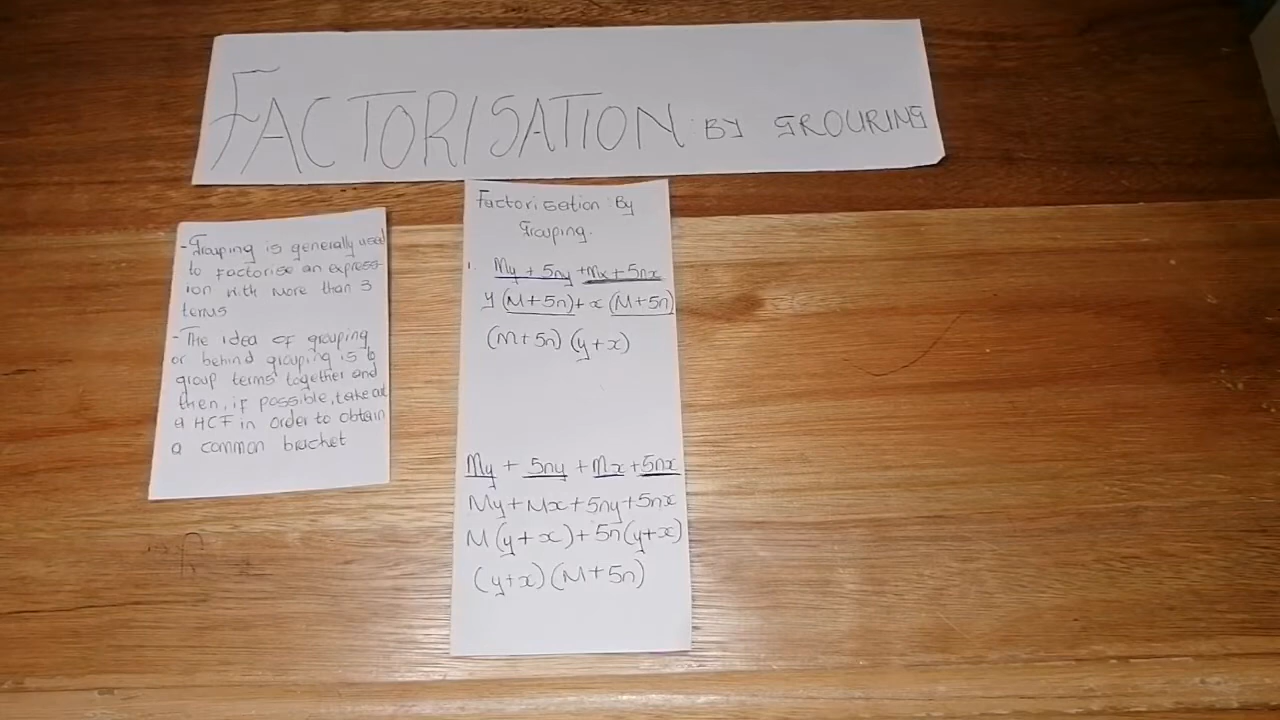 FACTORISATION: BY GROURING
- Grouping is generally used
to factorise an express-
ion with more than 3
terms
- The idea of grouping
or behind grouping is to
group terms together and
then, if possible, take out
a HCF in order to obtain
a common bracket
Factorisation: By
Grouping.
1. My + 5ny + Mx + 5nx
y (M+5n) + x (M+5n)
(M+5n) (y+x)
My + 5ny + Mx + 5nx
My + Mx + 5ny + 5nx
M(y+x) + 5n(y+x)
(y+x) (M+5n)